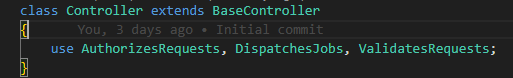 class Controller extends BaseController
{
You, 3 days ago • Initial commit
use AuthorizesRequests, DispatchesJobs, ValidatesRequests;
}